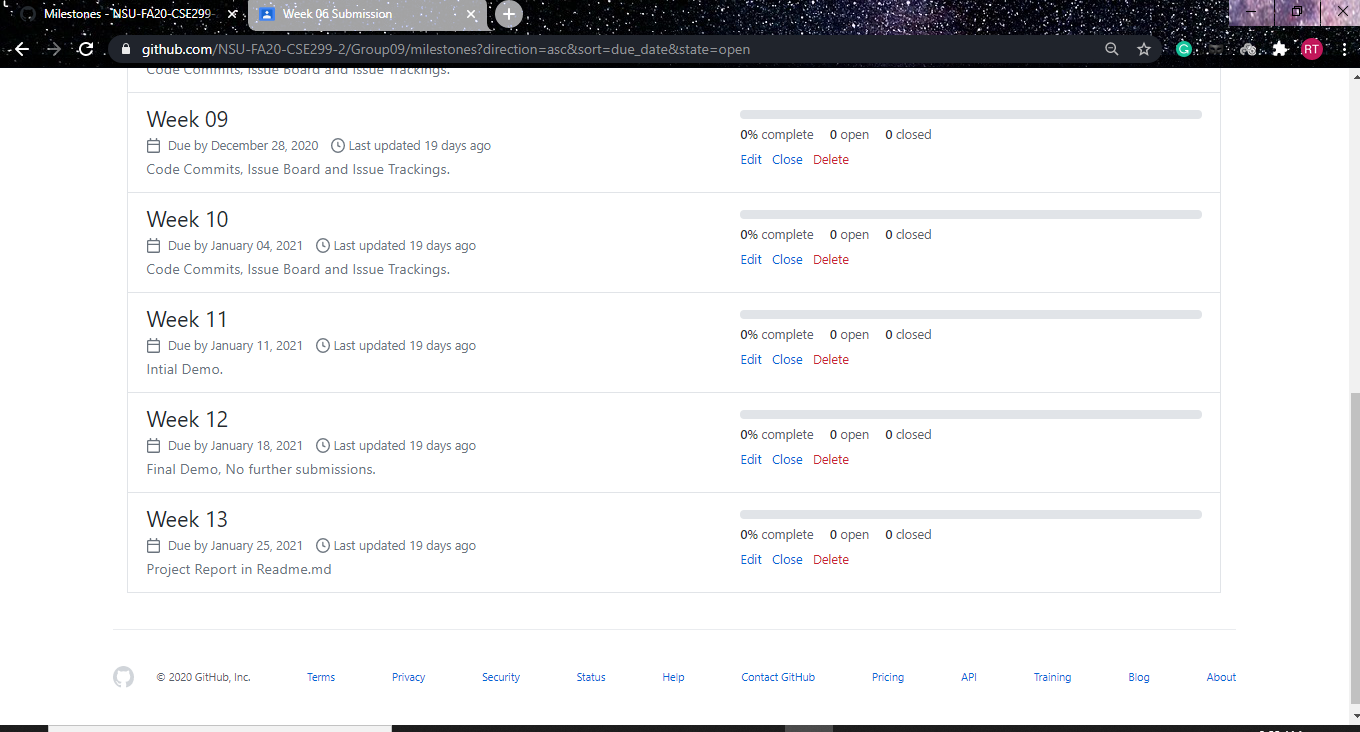 Milestones - NSU-FA20-CSE299-
Week 06 Submission
github.com/NSU-FA20-CSE299-2/Group09/milestones?direction=asc&sort=due_date&state=open
G
RT
Code Commits, Issue Board and Issue Trackings.
Week 09
Due by December 28, 2020 Last updated 19 days ago
Code Commits, Issue Board and Issue Trackings.
0% complete 0 open 0 closed
Edit Close Delete
Week 10
Due by January 04, 2021 Last updated 19 days ago
Code Commits, Issue Board and Issue Trackings.
0% complete 0 open 0 closed
Edit Close Delete
Week 11
Due by January 11, 2021 Last updated 19 days ago
Intial Demo.
0% complete 0 open 0 closed
Edit Close Delete
Week 12
Due by January 18, 2021 Last updated 19 days ago
Final Demo, No further submissions.
0% complete 0 open 0 closed
Edit Close Delete
Week 13
Due by January 25, 2021 Last updated 19 days ago
Project Report in Readme.md
0% complete 0 open 0 closed
Edit Close Delete
© 2020 GitHub, Inc. Terms Privacy Security Status Help Contact GitHub Pricing API Training Blog About